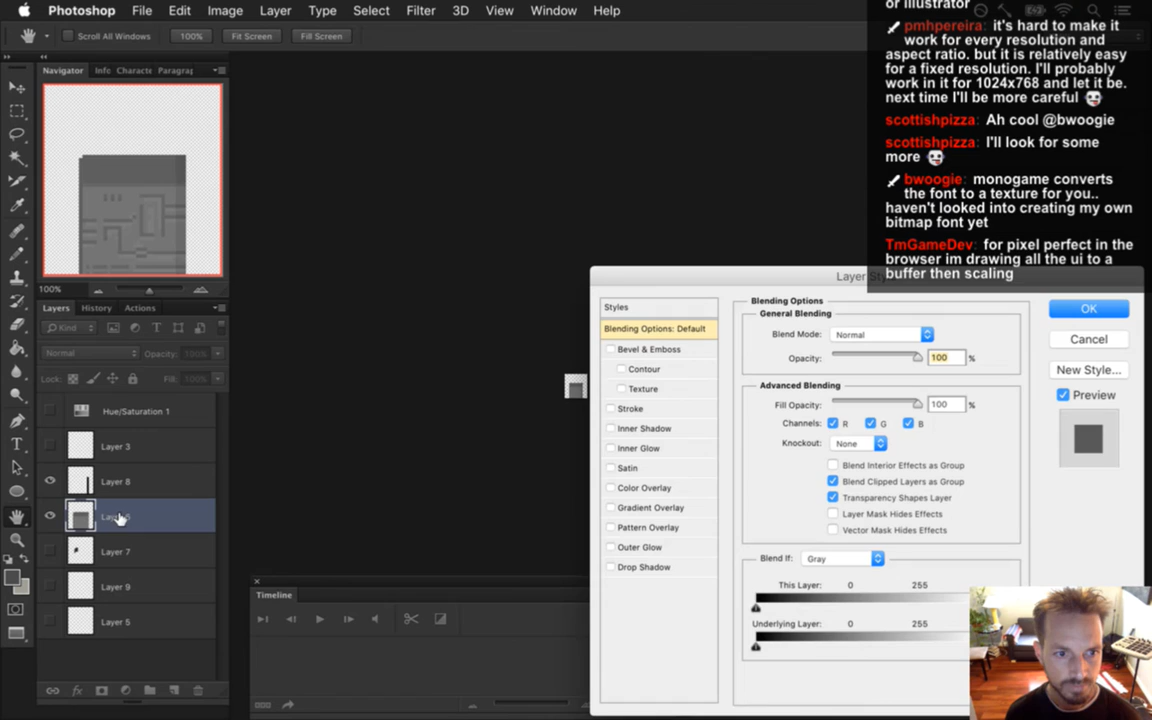 Photoshop File Edit Image Layer Type Select Filter 3D View Window Help
Scroll All Windows 100% Fit Screen Fill Screen
Navigator Info Characte Paragrap
100%
Layers History Actions
Kind
Normal Opacity: 100%
Lock: Fill: 100%
Hue/Saturation 1
Layer 3
Layer 8
Layer 7
Layer 9
Layer 5
Timeline
Styles
Blending Options: Default
Bevel & Emboss
Contour
Texture
Stroke
Inner Shadow
Inner Glow
Satin
Color Overlay
Gradient Overlay
Pattern Overlay
Outer Glow
Drop Shadow
Blending Options
General Blending
Blend Mode: Normal
Opacity: 100 %
Advanced Blending
Fill Opacity: 100 %
Channels: R G B
Knockout: None
Blend Interior Effects as Group
Blend Clipped Layers as Group
Transparency Shapes Layer
Layer Mask Hides Effects
Vector Mask Hides Effects
Blend If: Gray
This Layer: 0 255
Underlying Layer: 0 255
OK
Cancel
New Style...
Preview
or illustrator
pmhpereira: it's hard to make it
work for every resolution and
aspect ratio. but it is relatively easy
for a fixed resolution. I'll probably
work in it for 1024x768 and let it be.
next time I'll be more careful
scottishpizza: Ah cool @bwoogie
scottishpizza: I'll look for some
more
bwoogie: monogame converts
the font to a texture for you..
haven't looked into creating my own
bitmap font yet
TmGameDev: for pixel perfect in the
browser im drawing all the ui to a
buffer then scaling